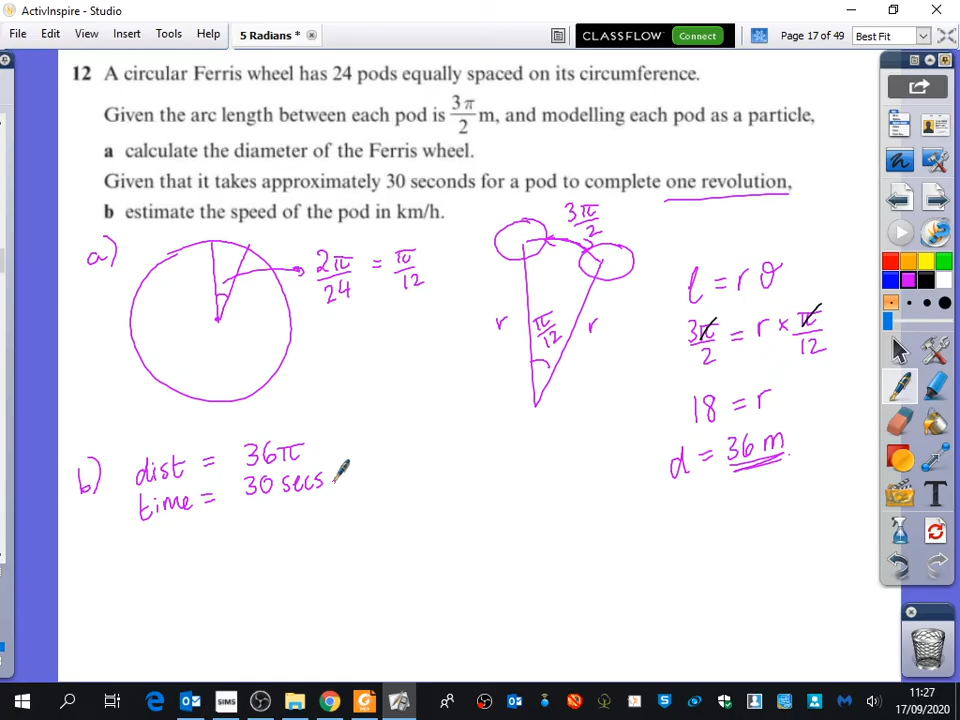 ActivInspire - Studio
File Edit View Insert Tools Help 5 Radians * CLASSFLOW Connect Page 17 of 49 Best Fit
12 A circular Ferris wheel has 24 pods equally spaced on its circumference.
Given the arc length between each pod is 3π/2 m, and modelling each pod as a particle,
a calculate the diameter of the Ferris wheel.
Given that it takes approximately 30 seconds for a pod to complete one revolution,
b estimate the speed of the pod in km/h.
a)
2π/24 = π/12
3π/2
r π/12 r
l = rθ
3π/2 = r × π/12
18 = r
d = 36 m
b) dist = 36π
time = 30 secs
SIMS
11:27
17/09/2020